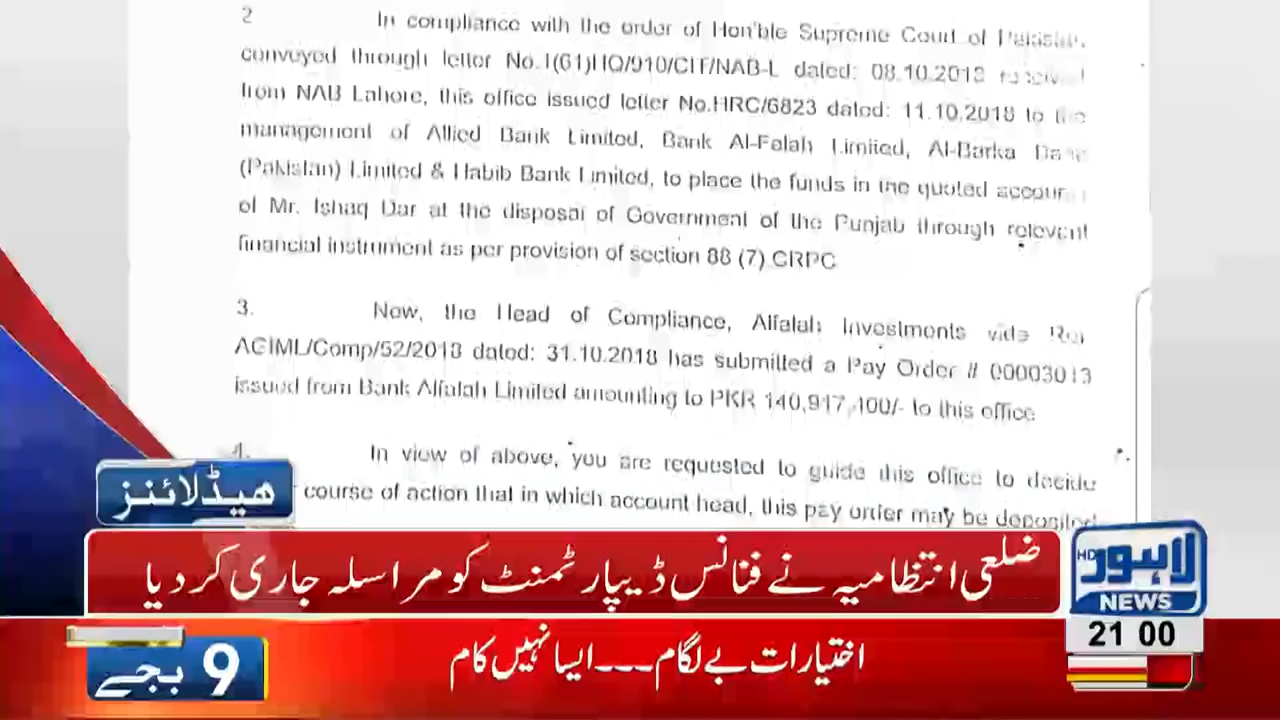 2 In compliance with the order of Hon'ble Supreme Court of Pakistan,
conveyed through letter No.1(61)HQ/910/CIT/NAB-L dated: 08.10.2018 received
from NAB Lahore, this office issued letter No.HRC/6823 dated: 11.10.2018 to the
management of Allied Bank Limited, Bank Al-Falah Limited, Al-Barka Bank
(Pakistan) Limited & Habib Bank Limited, to place the funds in the quoted
of Mr. Ishaq Dar at the disposal of Government of the Punjab through relevent
financial instrument as per provision of section 88 (7) CRPC
3. Now, the Head of Compliance, Alfalah Investments vide
ACIML/Comp/52/2018 dated: 31.10.2018 has submitted a Pay Order # 00003013
issued from Bank Alfalah Limited amounting to PKR 140,917,100/- to this office
4. In view of above, you are requested to guide this office to decide
course of action that in which account head, this pay order may be deposited
ہیڈلائنز
ضلعی انتظامیہ نے فنانس ڈیپارٹمنٹ کو مراسلہ جاری کر دیا
HD لاہور
NEWS
21 00
اختیارات بے لگام ۔۔۔ ایسا نہیں کام
9 بجے